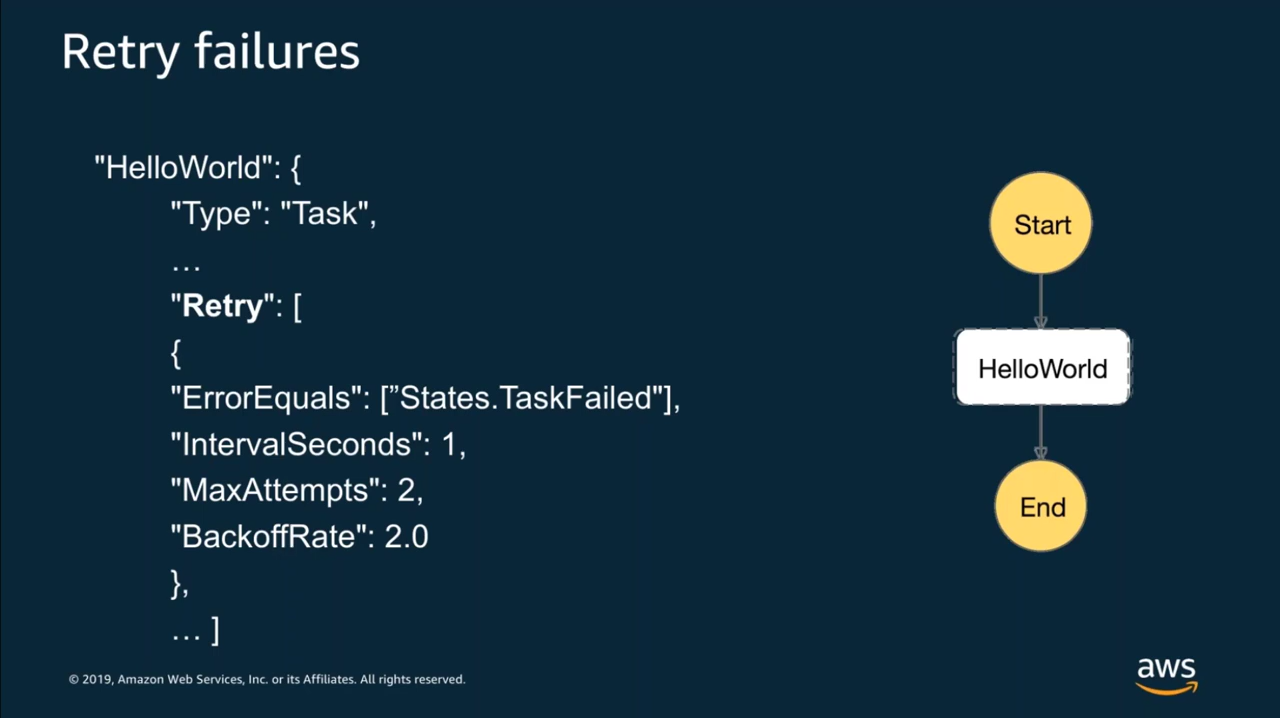 Retry failures
"HelloWorld": {
"Type": "Task",
…
"Retry": [
{
"ErrorEquals": [”States.TaskFailed"],
"IntervalSeconds": 1,
"MaxAttempts": 2,
"BackoffRate": 2.0
},
… ]
Start
HelloWorld
End
© 2019, Amazon Web Services, Inc. or its Affiliates. All rights reserved.
aws